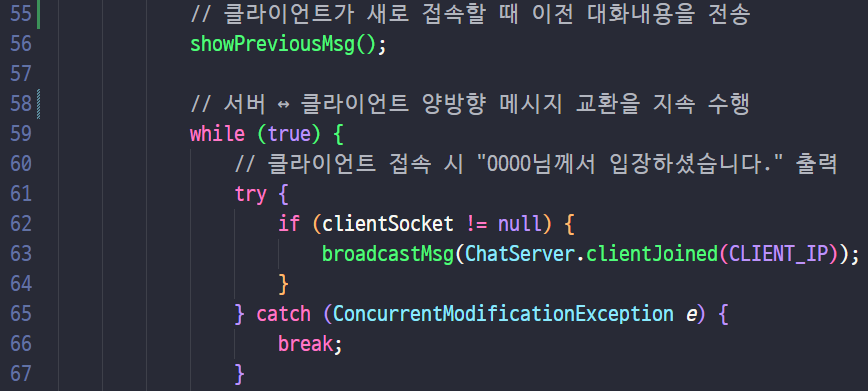 55 // 클라이언트가 새로 접속할 때 이전 대화내용을 전송
56 showPreviousMsg();
57
58 // 서버 ↔ 클라이언트 양방향 메시지 교환을 지속 수행
59 while (true) {
60 // 클라이언트 접속 시 "OOOO님께서 입장하셨습니다." 출력
61 try {
62 if (clientSocket != null) {
63 broadcastMsg(ChatServer.clientJoined(CLIENT_IP));
64 }
65 } catch (ConcurrentModificationException e) {
66 break;
67 }